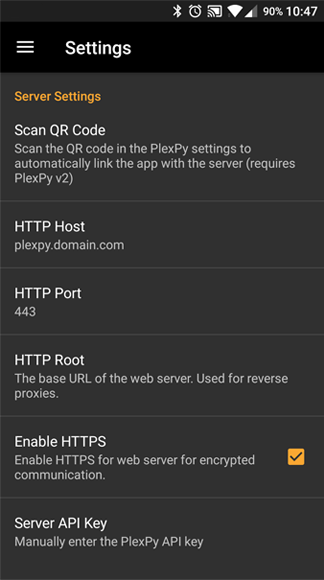 90% 10:47
Settings
Server Settings
Scan QR Code
Scan the QR code in the PlexPy settings to
automatically link the app with the server (requires
PlexPy v2)
HTTP Host
plexpy.domain.com
HTTP Port
443
HTTP Root
The base URL of the web server. Used for reverse
proxies.
Enable HTTPS
Enable HTTPS for web server for encrypted
communication.
Server API Key
Manually enter the PlexPy API key